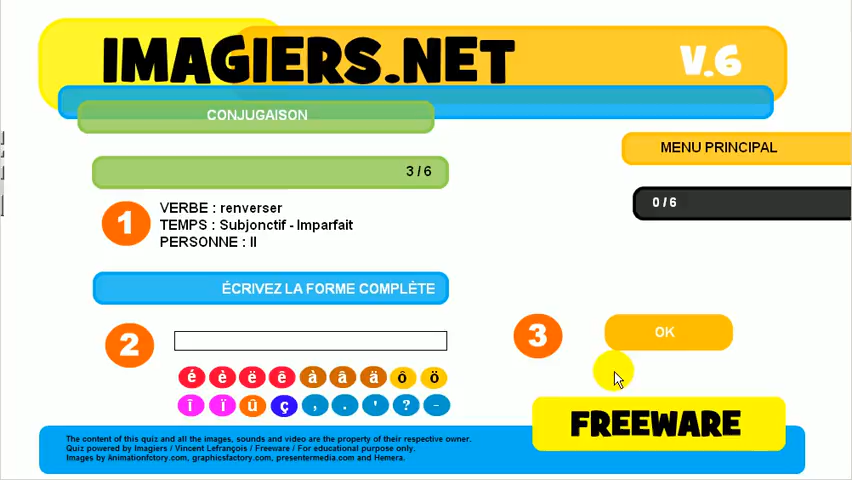 IMAGIERS.NET
V.6
CONJUGAISON
MENU PRINCIPAL
3 / 6
0 / 6
1
VERBE : renverser
TEMPS : Subjonctif - Imparfait
PERSONNE : Il
ÉCRIVEZ LA FORME COMPLÈTE
2
3
OK
é è ë ê à â ä ô ö
î ï û ç , . ' ? -
FREEWARE
The content of this quiz and all the images, sounds and video are the property of their respective owner.
Quiz powered by Imagiers / Vincent Lefrançois / For educational purpose only.
Images by Animationfctory.com, graphicsfactory.com, presentermedia.com and Hemera.